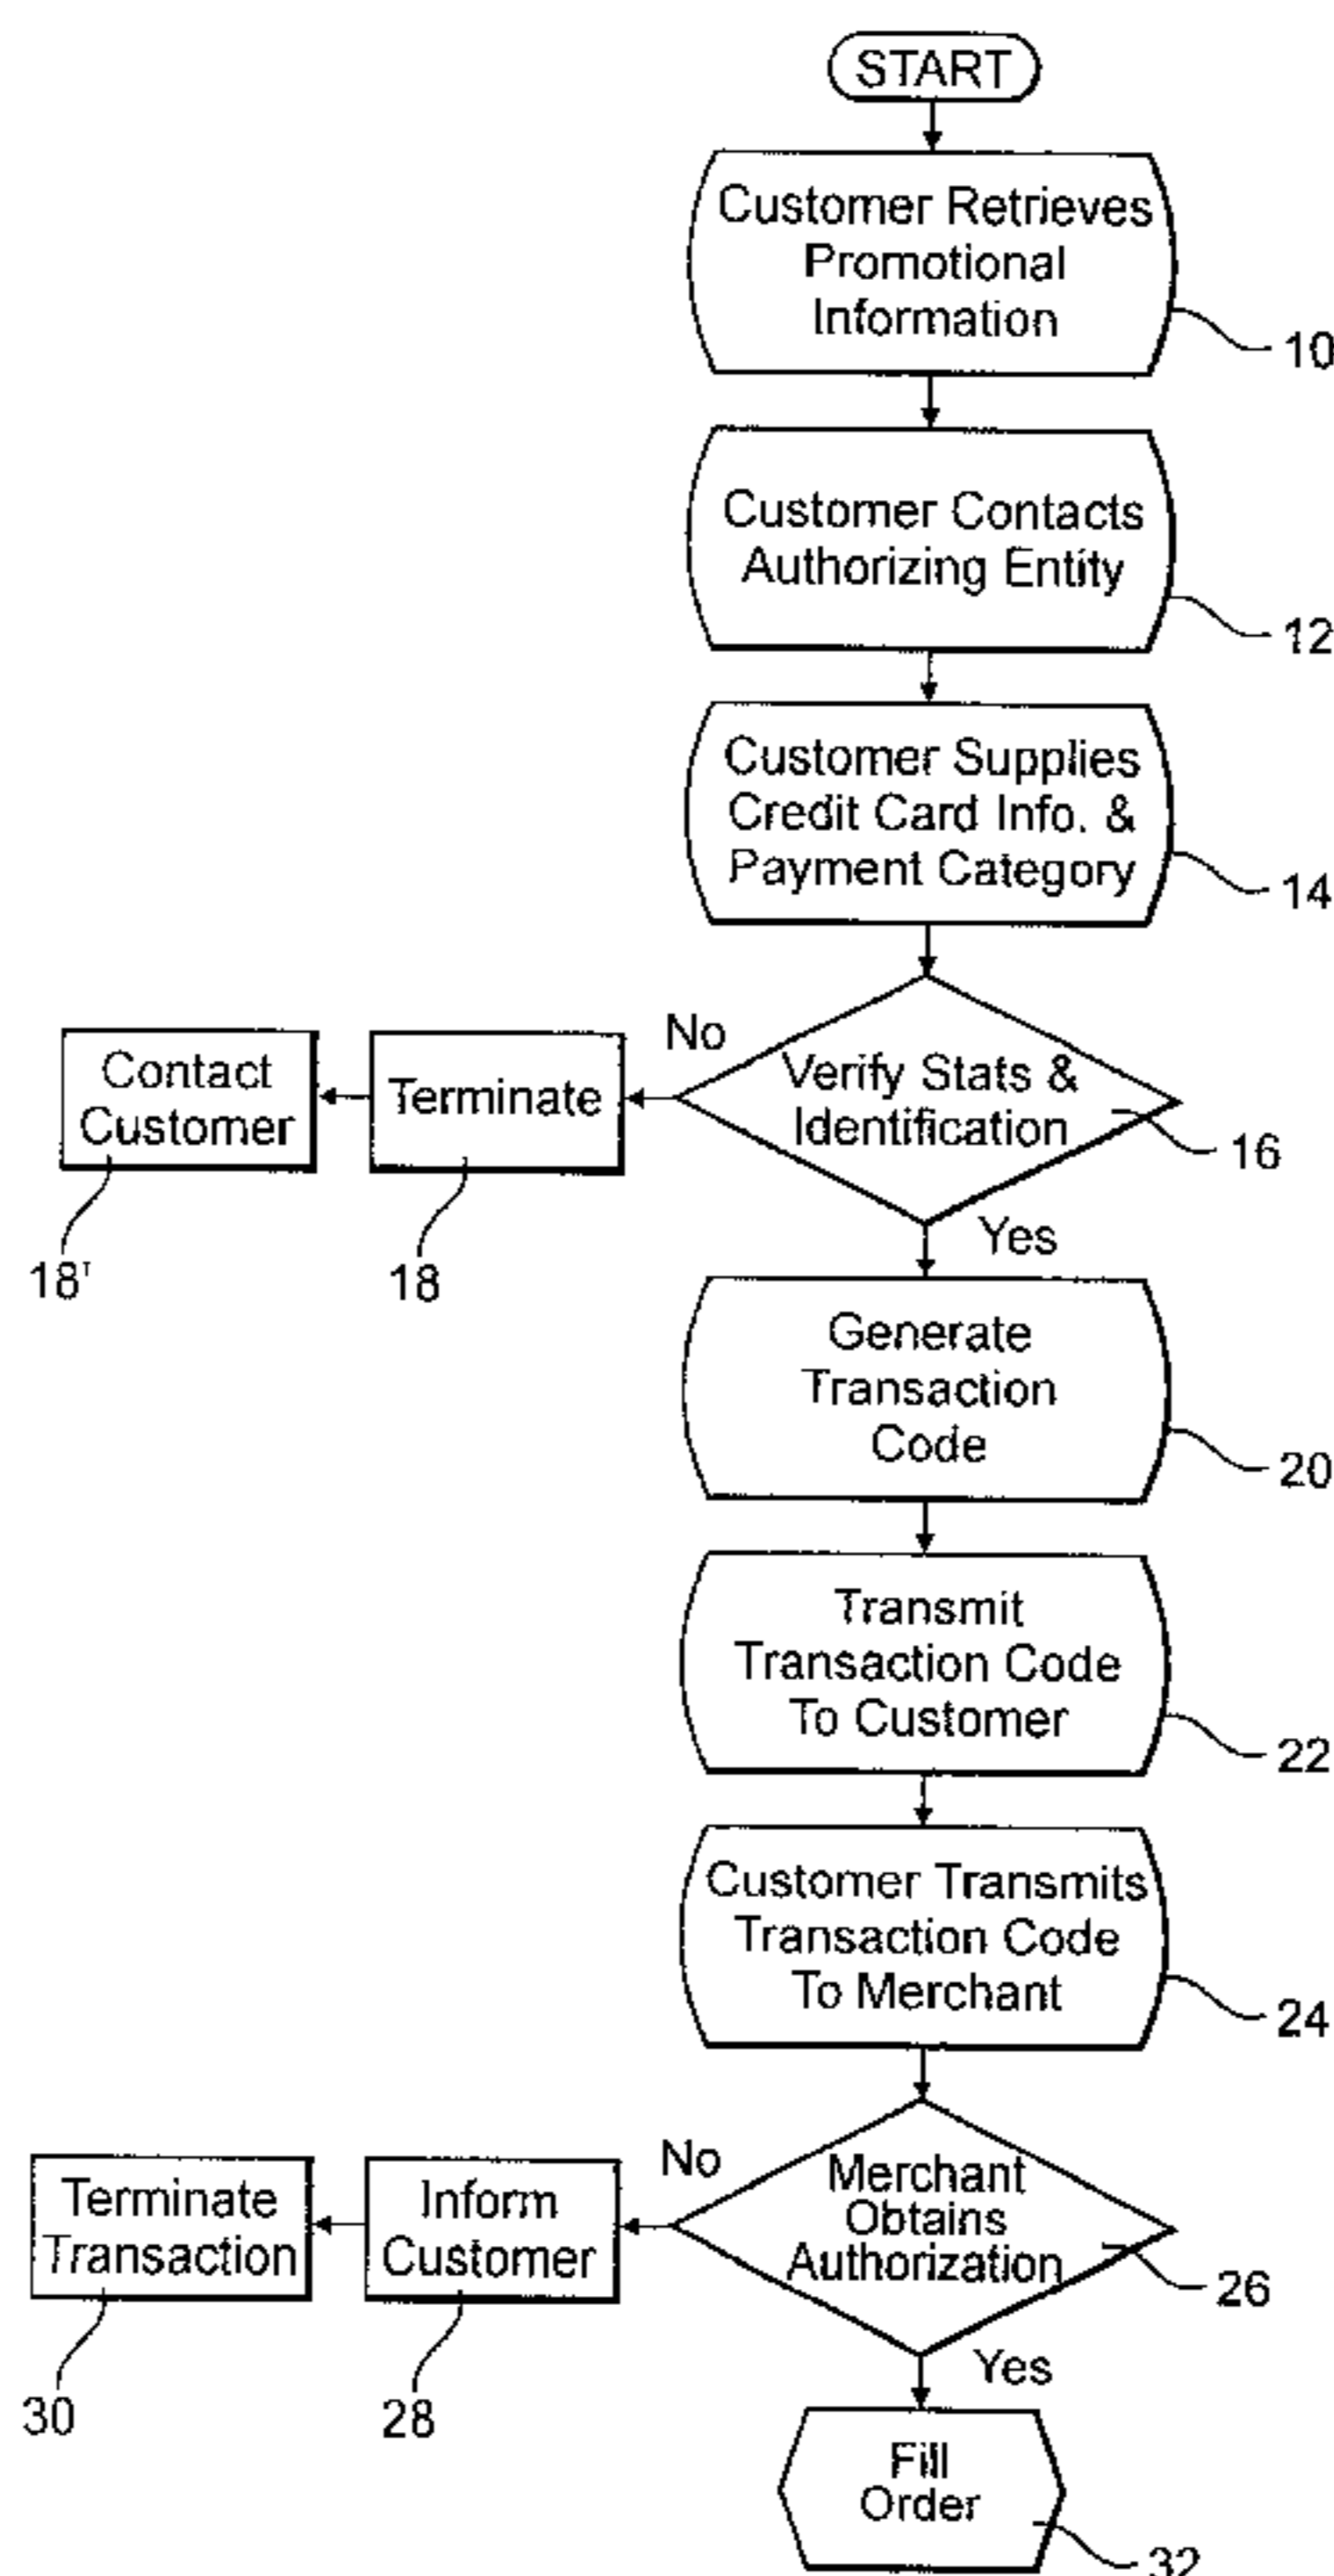 START
Customer Retrieves
Promotional
Information
10
Customer Contacts
Authorizing Entity
12
Customer Supplies
Credit Card Info. &
Payment Category
14
No
Verify Stats &
Identification
16
Terminate
18
Contact
Customer
18'
Yes
Generate
Transaction
Code
20
Transmit
Transaction Code
To Customer
22
Customer Transmits
Transaction Code
To Merchant
24
No
Merchant
Obtains
Authorization
26
Inform
Customer
28
Terminate
Transaction
30
Yes
Fill
Order
32